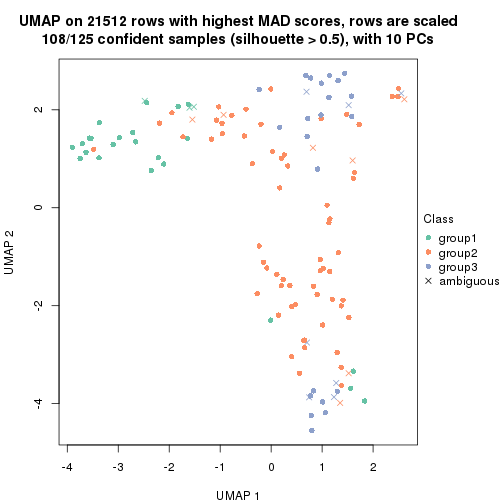 UMAP on 21512 rows with highest MAD scores, rows are scaled
108/125 confident samples (silhouette > 0.5), with 10 PCs
UMAP 2
2
0
-2
-4
-4
-3
-2
-1
0
1
2
UMAP 1
Class
group1
group2
group3
ambiguous